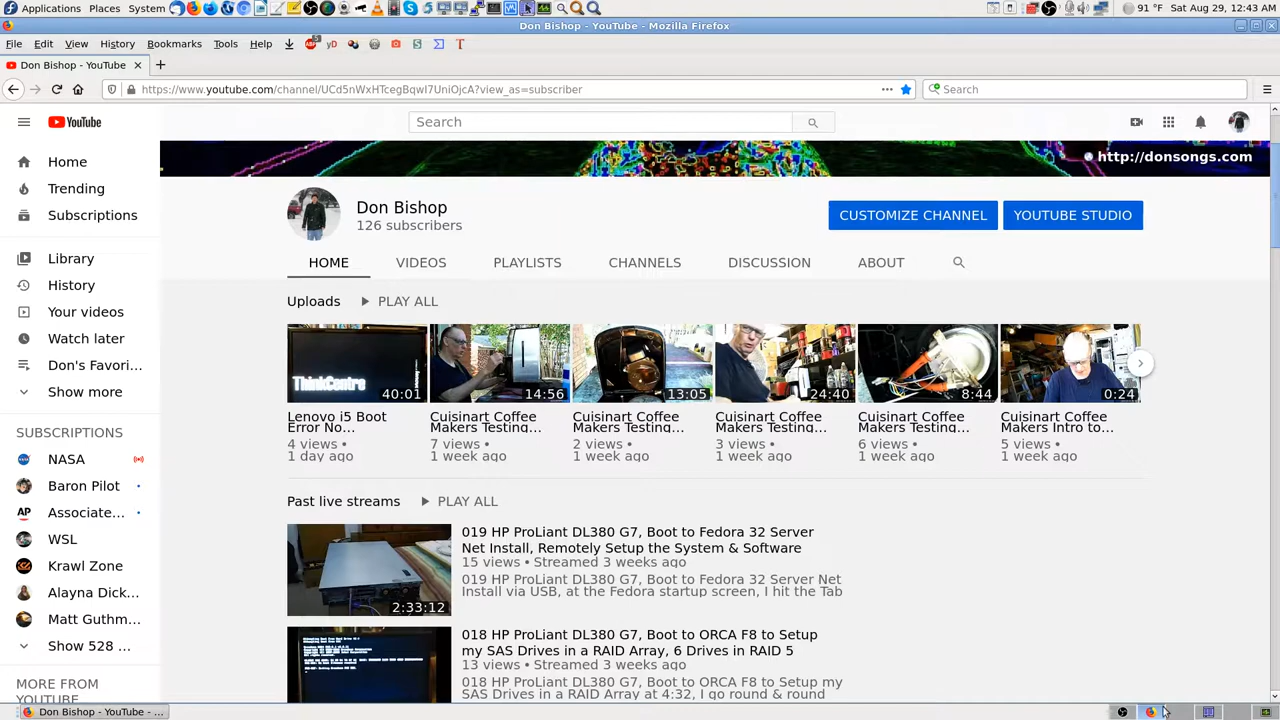 Applications Places System 91 °F Sat Aug 29, 12:43 AM
Don Bishop - YouTube - Mozilla Firefox
File Edit View History Bookmarks Tools Help
Don Bishop - YouTube
https://www.youtube.com/channel/UCd5nWxHTcegBqwI7UniOjcA?view_as=subscriber
Search
YouTube
Search
Home
Trending
Subscriptions
Library
History
Your videos
Watch later
Don's Favori...
Show more
SUBSCRIPTIONS
NASA
Baron Pilot
Associate...
WSL
Krawl Zone
Alayna Dick...
Matt Guthm...
Show 528 ...
MORE FROM
YOUTUBE
http://donsongs.com
Don Bishop
126 subscribers
CUSTOMIZE CHANNEL
YOUTUBE STUDIO
HOME VIDEOS PLAYLISTS CHANNELS DISCUSSION ABOUT
Uploads PLAY ALL
ThinkCentre
40:01
14:56
13:05
24:40
8:44
0:24
Lenovo i5 Boot
Error No...
4 views •
1 day ago
Cuisinart Coffee
Makers Testing...
7 views •
1 week ago
Cuisinart Coffee
Makers Testing...
2 views •
1 week ago
Cuisinart Coffee
Makers Testing...
3 views •
1 week ago
Cuisinart Coffee
Makers Testing...
6 views •
1 week ago
Cuisinart Coffee
Makers Intro to...
5 views •
1 week ago
Past live streams PLAY ALL
2:33:12
019 HP ProLiant DL380 G7, Boot to Fedora 32 Server
Net Install, Remotely Setup the System & Software
15 views • Streamed 3 weeks ago
019 HP ProLiant DL380 G7, Boot to Fedora 32 Server Net
Install via USB, at the Fedora startup screen, I hit the Tab
018 HP ProLiant DL380 G7, Boot to ORCA F8 to Setup
my SAS Drives in a RAID Array, 6 Drives in RAID 5
13 views • Streamed 3 weeks ago
018 HP ProLiant DL380 G7, Boot to ORCA F8 to Setup my
SAS Drives in a RAID Array at 4:32, I go round & round
Don Bishop - YouTube - ...